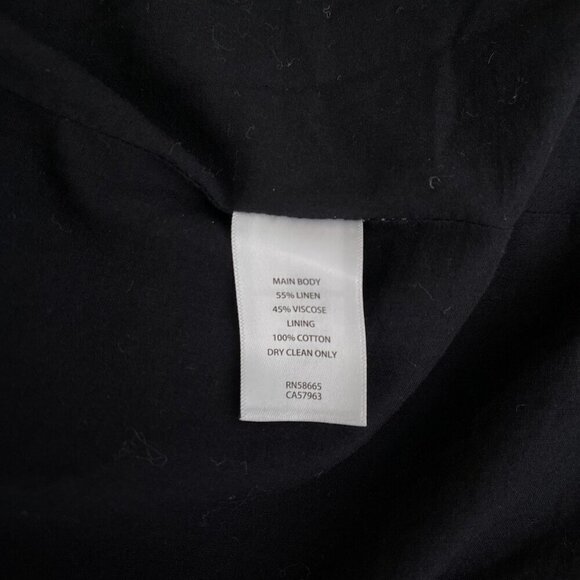 MAIN BODY
55% LINEN
45% VISCOSE
LINING
100% COTTON
DRY CLEAN ONLY
RN58665
CA57963